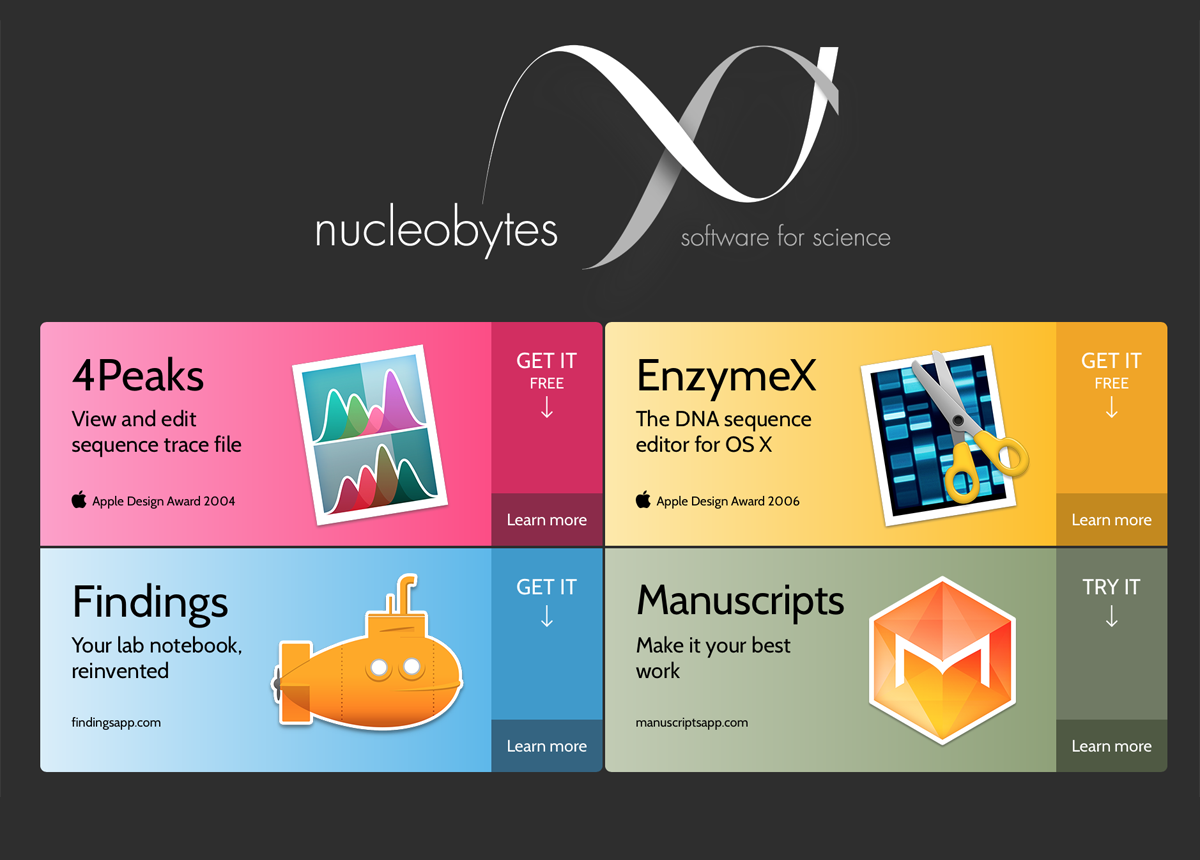 nucleobytes
software for science
4Peaks
View and edit
sequence trace file
Apple Design Award 2004
GET IT
FREE
↓
Learn more
EnzymeX
The DNA sequence
editor for OS X
Apple Design Award 2006
GET IT
FREE
↓
Learn more
Findings
Your lab notebook,
reinvented
findingsapp.com
GET IT
↓
Learn more
Manuscripts
Make it your best
work
manuscriptsapp.com
M
TRY IT
↓
Learn more